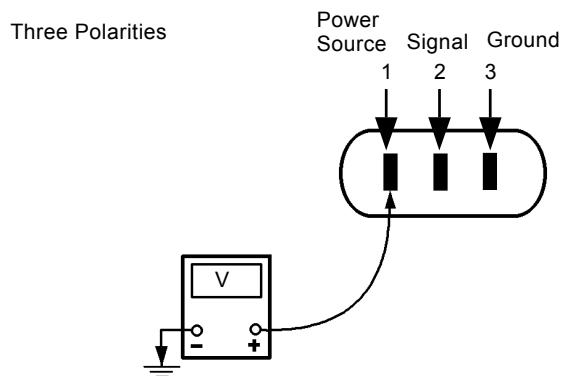 Three Polarities
Power
Source
Signal
Ground
1
2
3
V
-
+